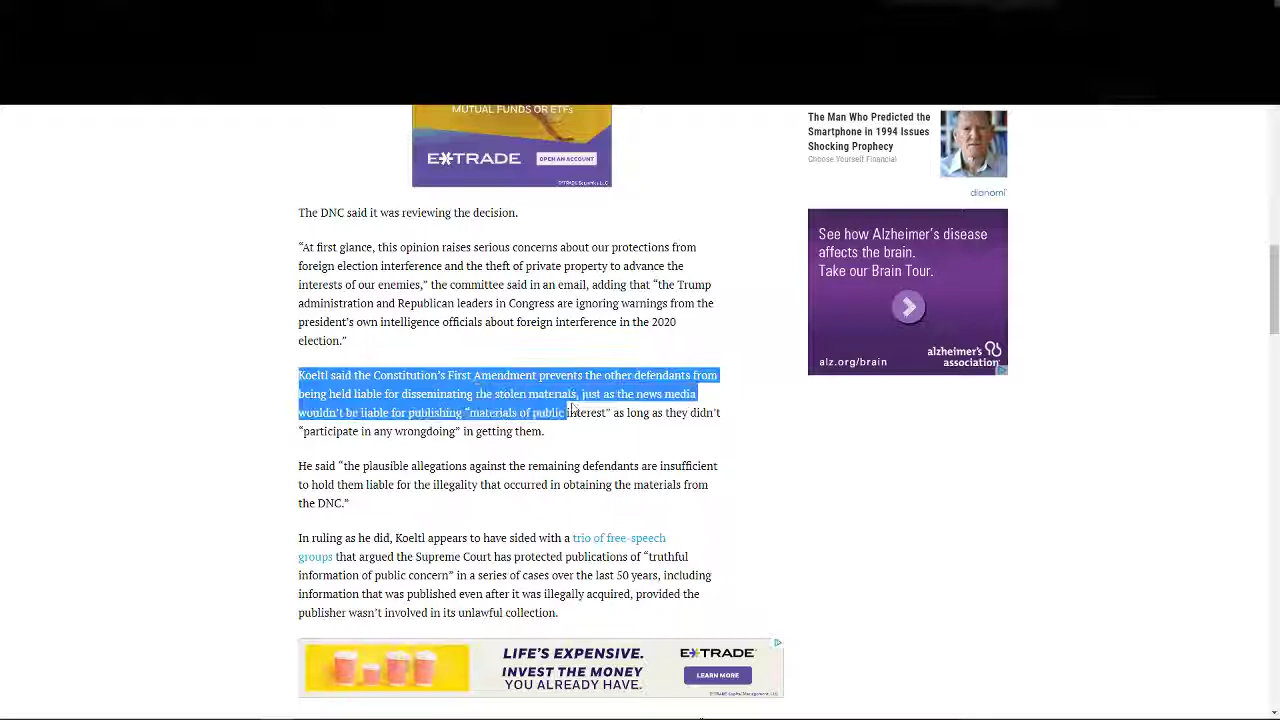 MUTUAL FUNDS OR ETFs
E*TRADE
OPEN AN ACCOUNT
The Man Who Predicted the
Smartphone in 1994 Issues
Shocking Prophecy
Choose Yourself Financial
dianomi
The DNC said it was reviewing the decision.
“At first glance, this opinion raises serious concerns about our protections from
foreign election interference and the theft of private property to advance the
interests of our enemies,” the committee said in an email, adding that “the Trump
administration and Republican leaders in Congress are ignoring warnings from the
president’s own intelligence officials about foreign interference in the 2020
election.”
See how Alzheimer’s disease
affects the brain.
Take our Brain Tour.
alz.org/brain
alzheimer’s
association
Koeltl said the Constitution’s First Amendment prevents the other defendants from
being held liable for disseminating the stolen materials, just as the news media
wouldn’t be liable for publishing “materials of public interest” as long as they didn’t
“participate in any wrongdoing” in getting them.
He said “the plausible allegations against the remaining defendants are insufficient
to hold them liable for the illegality that occurred in obtaining the materials from
the DNC.”
In ruling as he did, Koeltl appears to have sided with a trio of free-speech
groups that argued the Supreme Court has protected publications of “truthful
information of public concern” in a series of cases over the last 50 years, including
information that was published even after it was illegally acquired, provided the
publisher wasn’t involved in its unlawful collection.
LIFE’S EXPENSIVE.
INVEST THE MONEY
YOU ALREADY HAVE.
E*TRADE
LEARN MORE